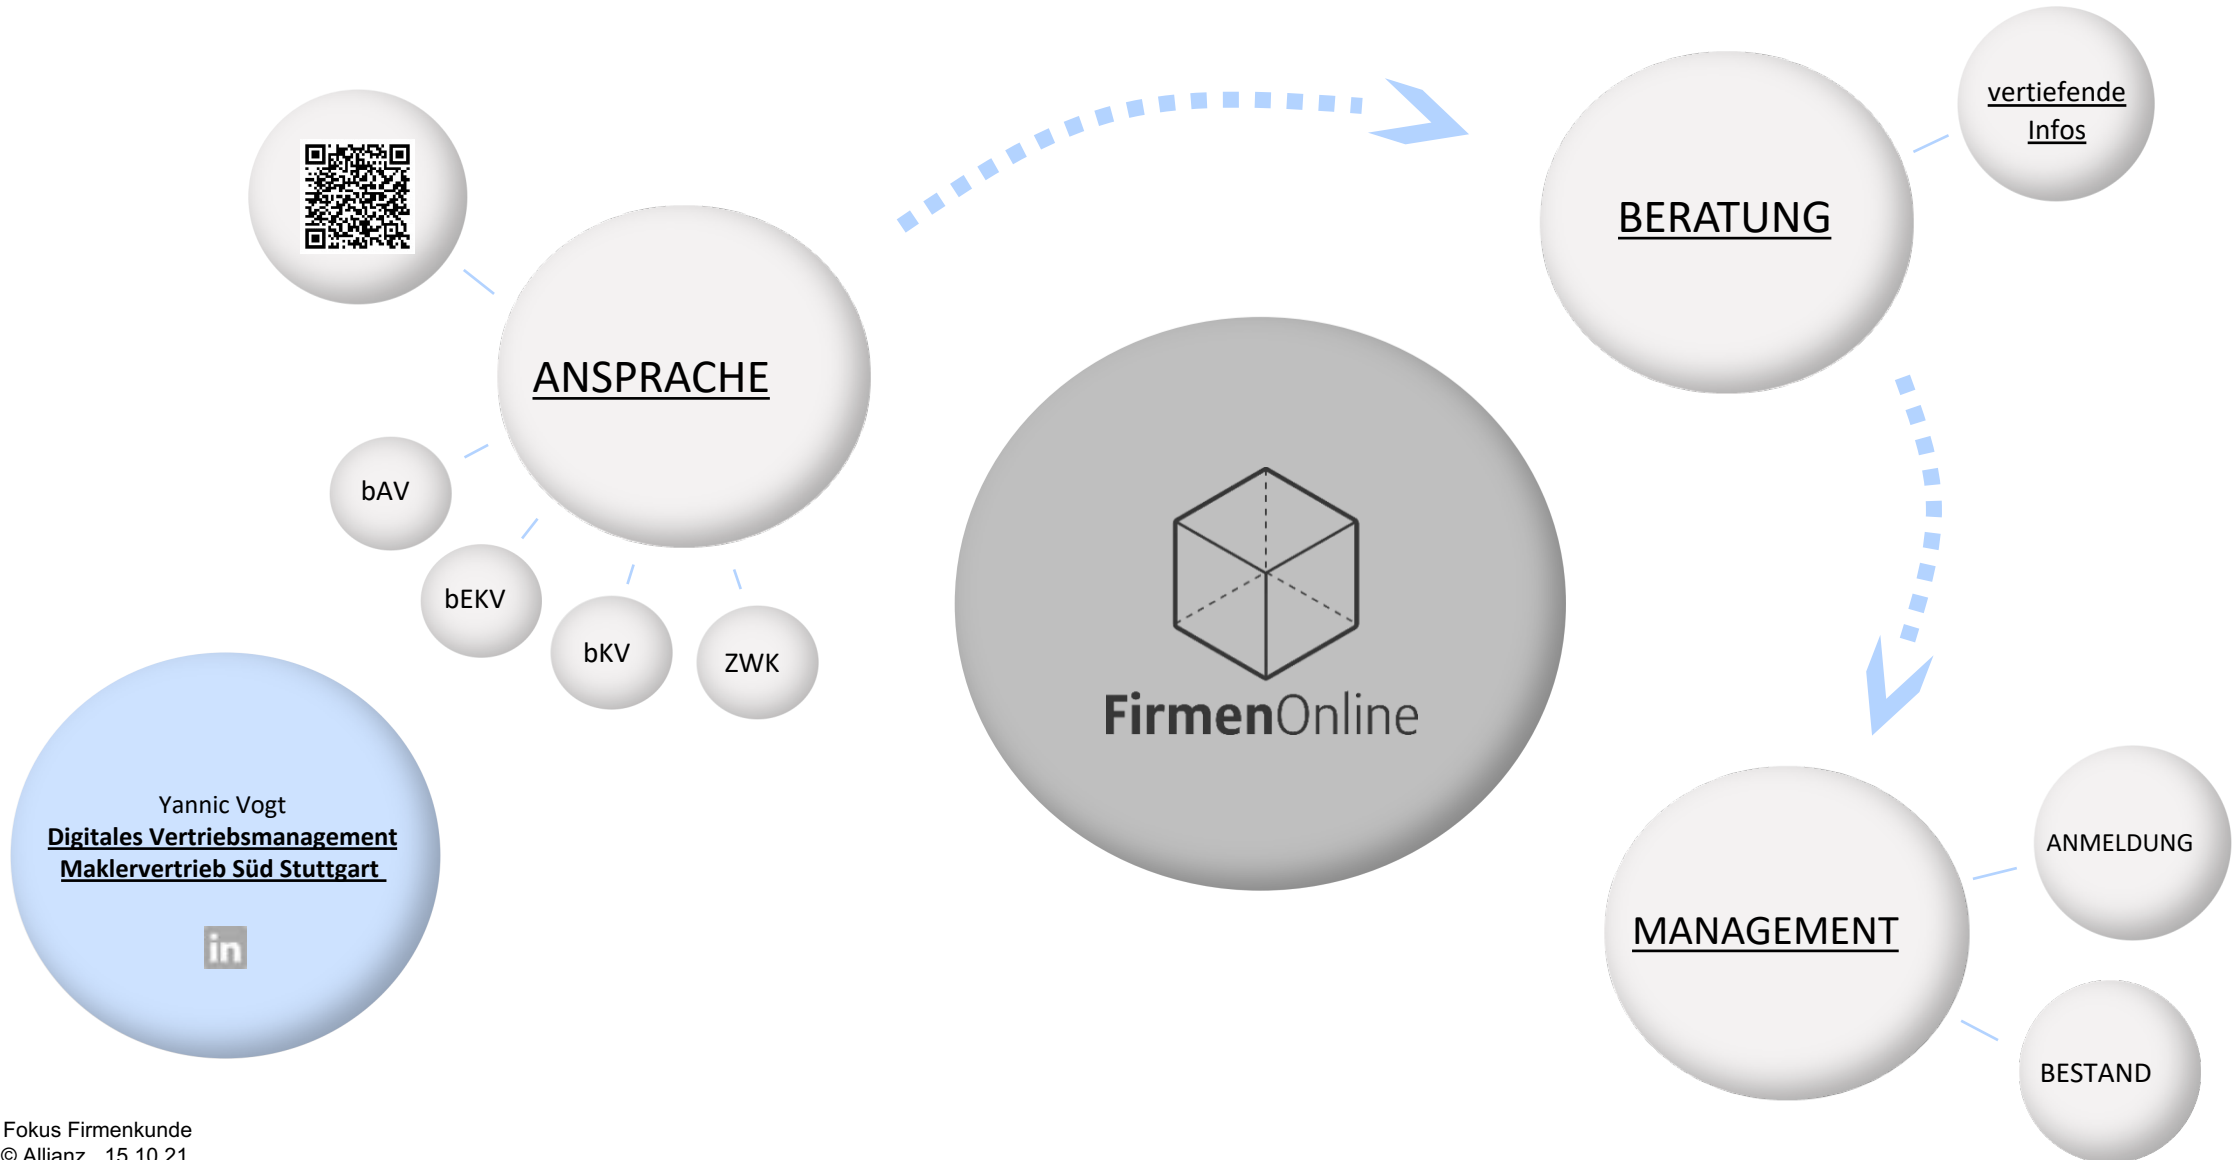 vertiefende
Infos
BERATUNG
ANSPRACHE
bAV
bEKV
bKV
ZWK
FirmenOnline
Yannic Vogt
Digitales Vertriebsmanagement
Maklervertrieb Süd Stuttgart
in
ANMELDUNG
MANAGEMENT
BESTAND
Fokus Firmenkunde
© Allianz 15.10.21